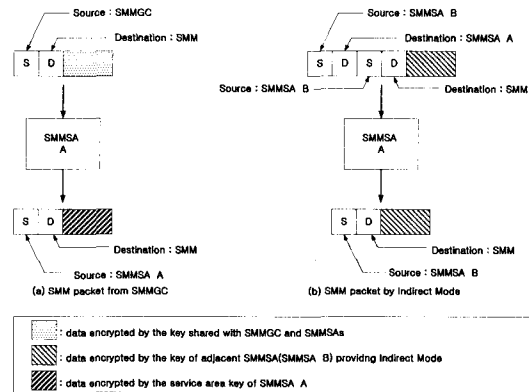 Source : SMMGC
Destination : SMM
S D
SMMSA
A
S D
Destination : SMM
Source : SMMSA A
(a) SMM packet from SMMGC
Source : SMMSA B
Destination : SMMSA A
S D S D
Source : SMMSA B
Destination : SMM
SMMSA
A
S D
Destination : SMM
Source : SMMSA B
(b) SMM packet by Indirect Mode
: data encrypted by the key shared with SMMGC and SMMSAs
: data encrypted by the key of adjacent SMMSA(SMMSA B) providing Indirect Mode
: data encrypted by the service area key of SMMSA A